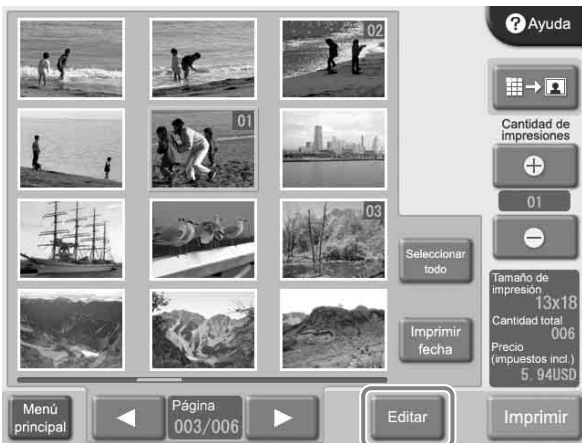 02
Ayuda
01
Cantidad de
impresiones
01
03
Seleccionar
todo
Tamaño de
impresión
13x18
Cantidad total
006
Precio
(impuestos incl.)
5.94USD
Imprimir
fecha
Menú
principal
Página
003/006
Editar
Imprimir